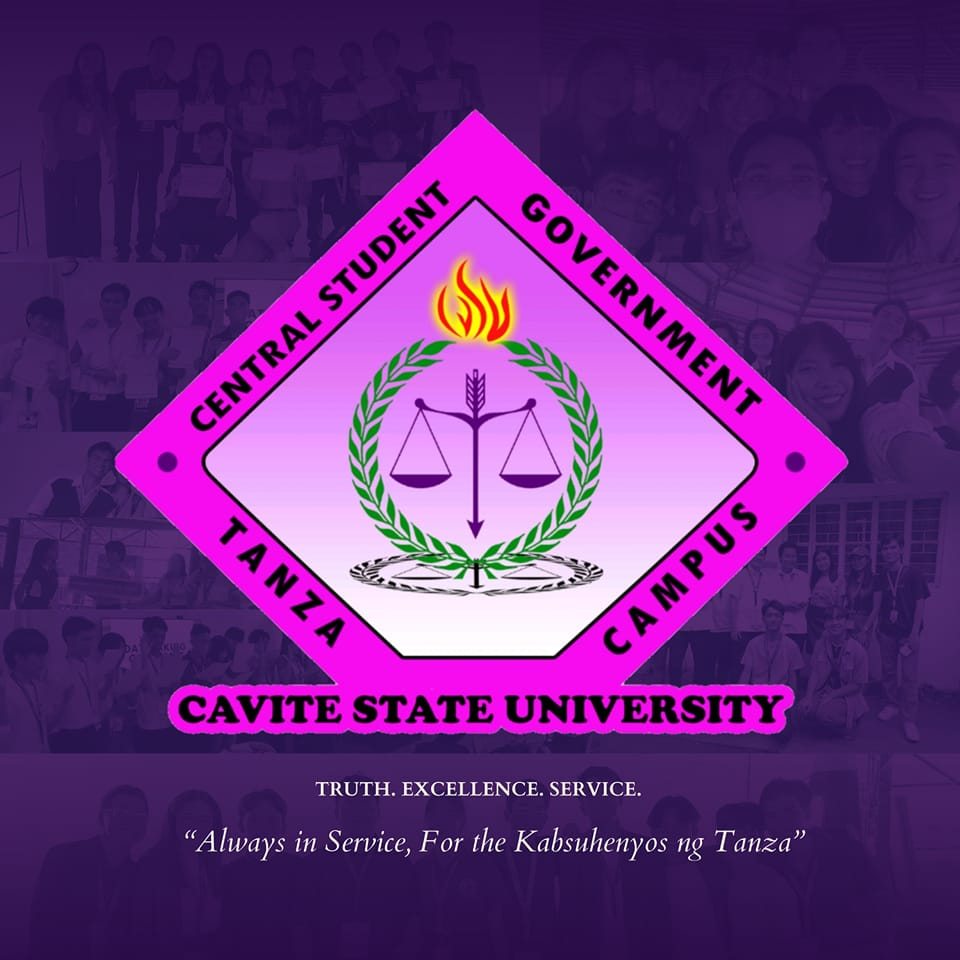 CENTRAL STUDENT
GOVERNMENT
TANZA
CAMPUS
CAVITE STATE UNIVERSITY
TRUTH. EXCELLENCE. SERVICE.
“Always in Service, For the Kabsuhenyos ng Tanza”